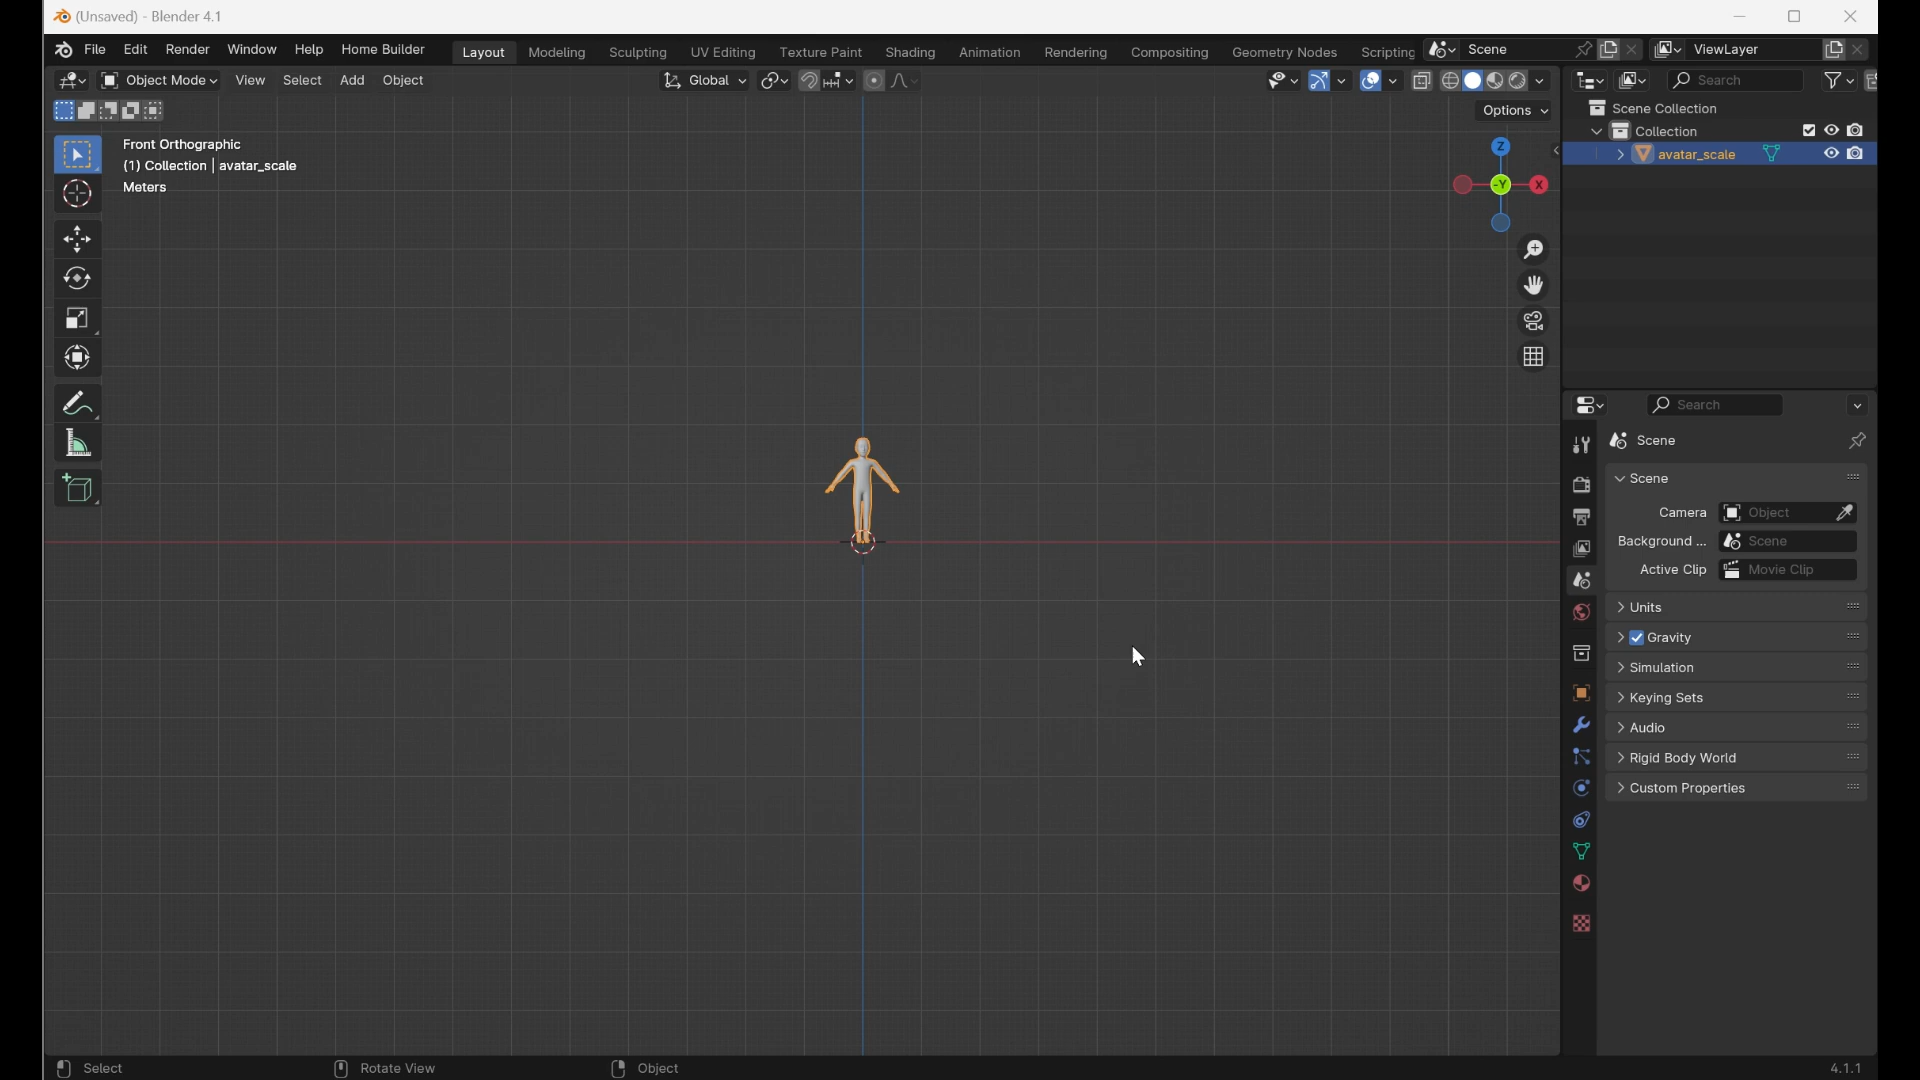 (Unsaved) - Blender 4.1
File Edit Render Window Help Home Builder Layout Modeling Sculpting UV Editing Texture Paint Shading Animation Rendering Compositing Geometry Nodes Scripting Scene ViewLayer
Object Mode View Select Add Object Global Search
Options
Front Orthographic
(1) Collection | avatar_scale
Meters
Z
-Y X
Scene Collection
Collection
avatar_scale
Search
Scene
Scene
Camera Object
Background ... Scene
Active Clip Movie Clip
Units
Gravity
Simulation
Keying Sets
Audio
Rigid Body World
Custom Properties
Select Rotate View Object 4.1.1